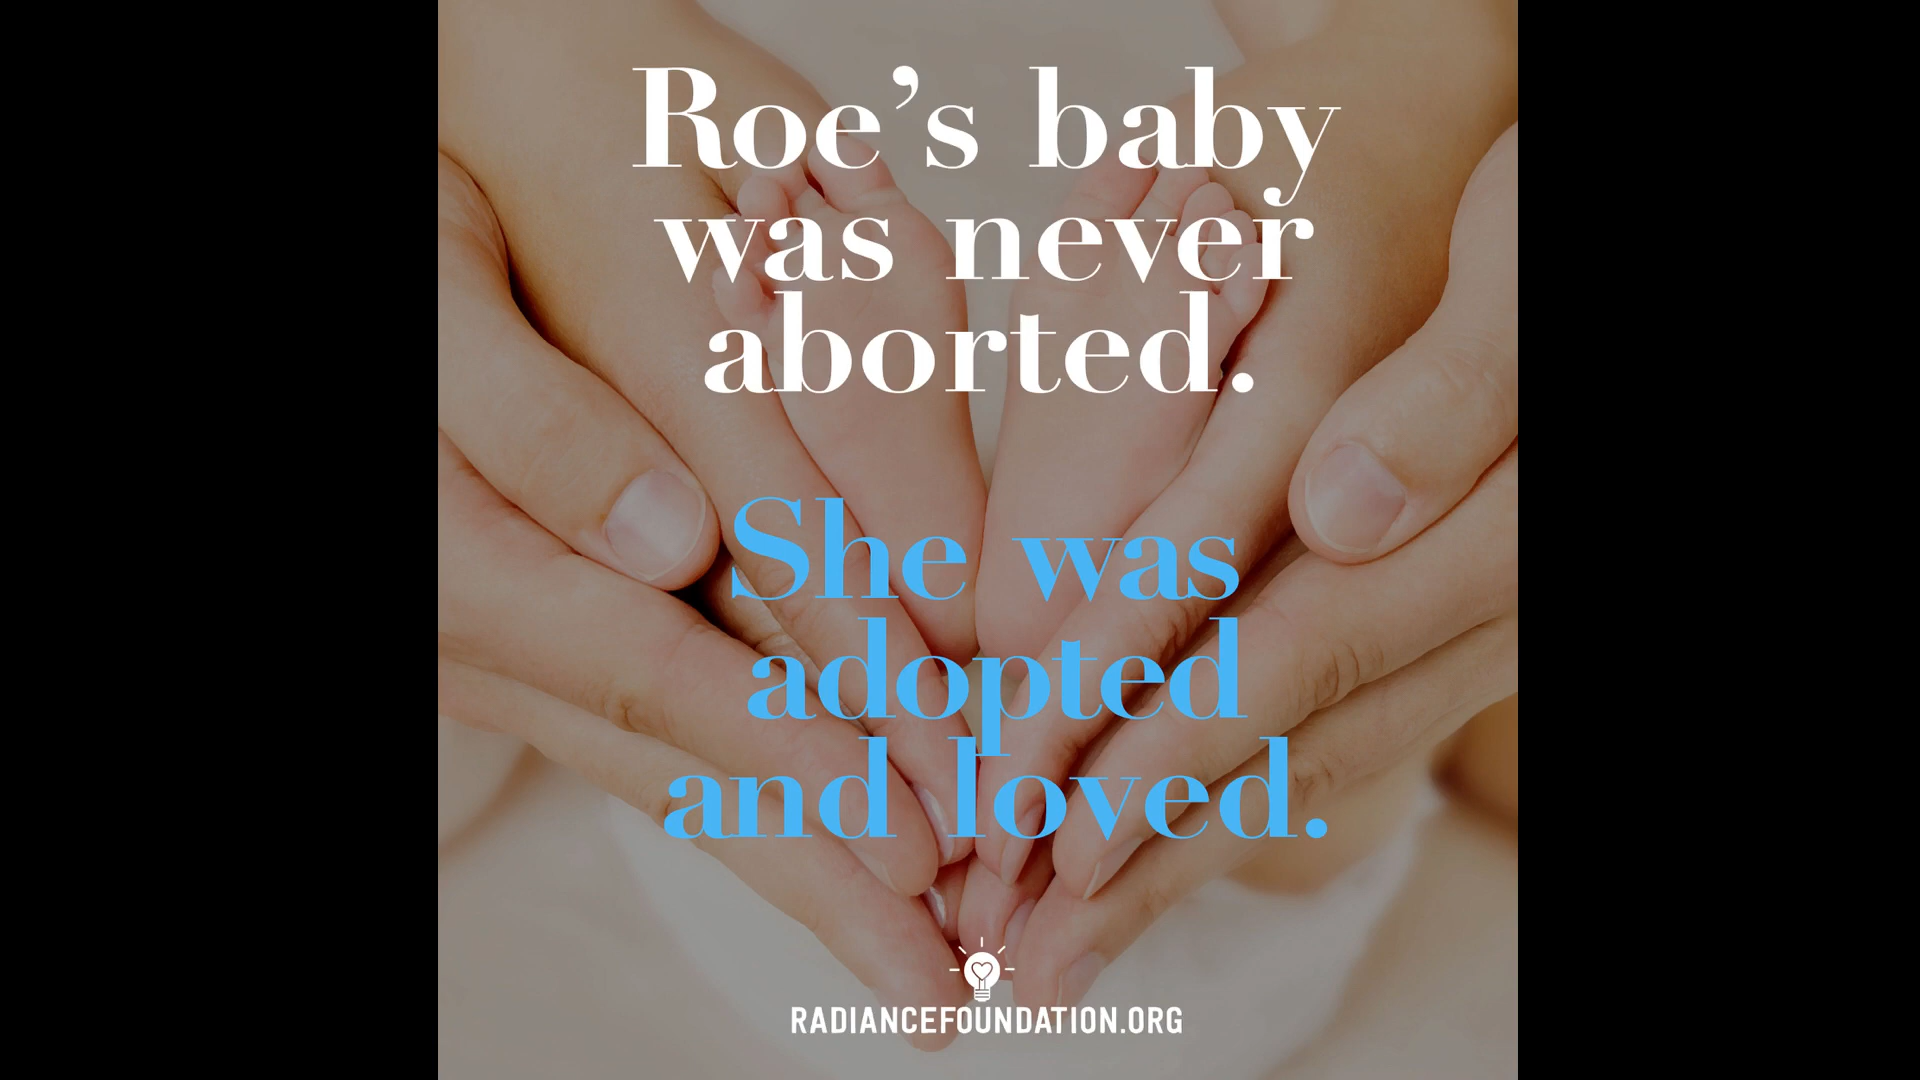 Roe’s baby
was never
aborted.
She was
adopted
and loved.
RADIANCEFOUNDATION.ORG